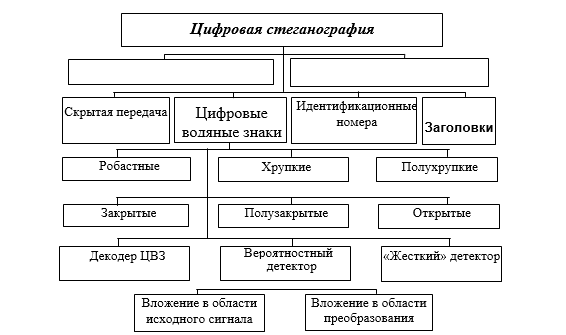 Цифровая стеганография
Скрытая передача
Цифровые
водяные знаки
Идентификационные
номера
Заголовки
Робастные
Хрупкие
Полухрупкие
Закрытые
Полузакрытые
Открытые
Декодер ЦВЗ
Вероятностный
детектор
«Жесткий» детектор
Вложение в области
исходного сигнала
Вложение в области
преобразования